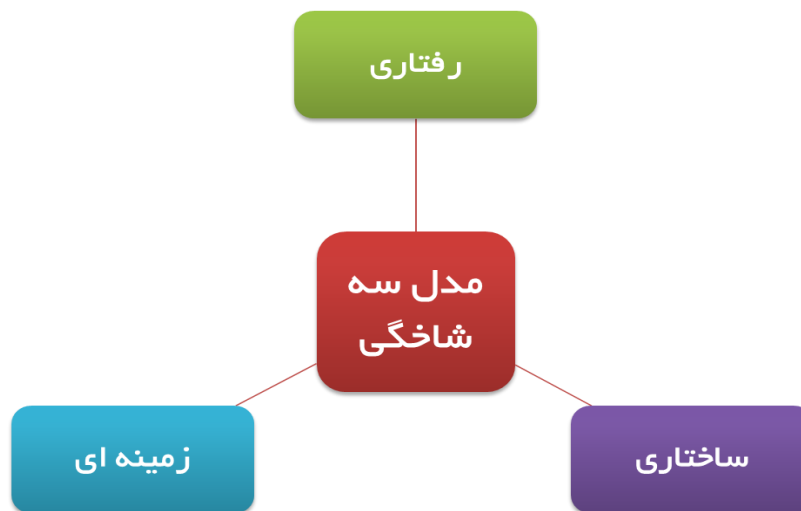 رفتاری
مدل سه
شاخگی
ساختاری
زمینه ای